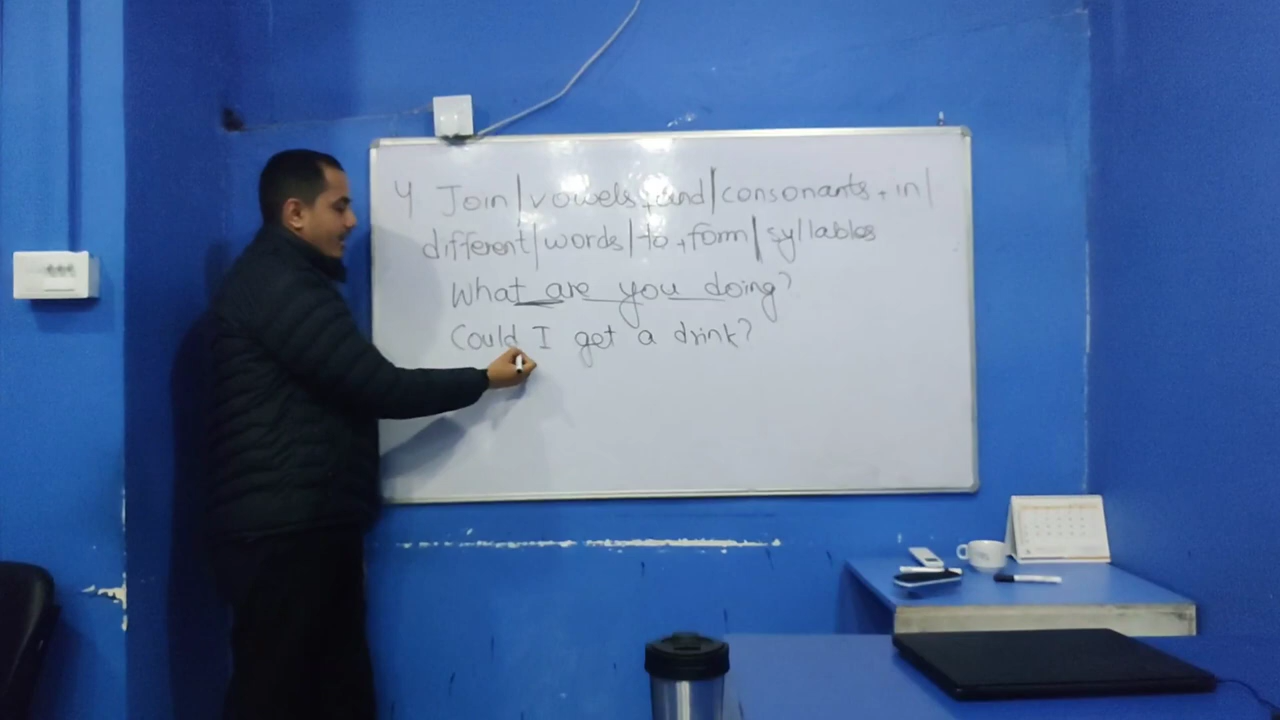 4 Join | vowels + and | consonants + in |
different | words | to + form | syllables
What are you doing?
Could I get a drink?